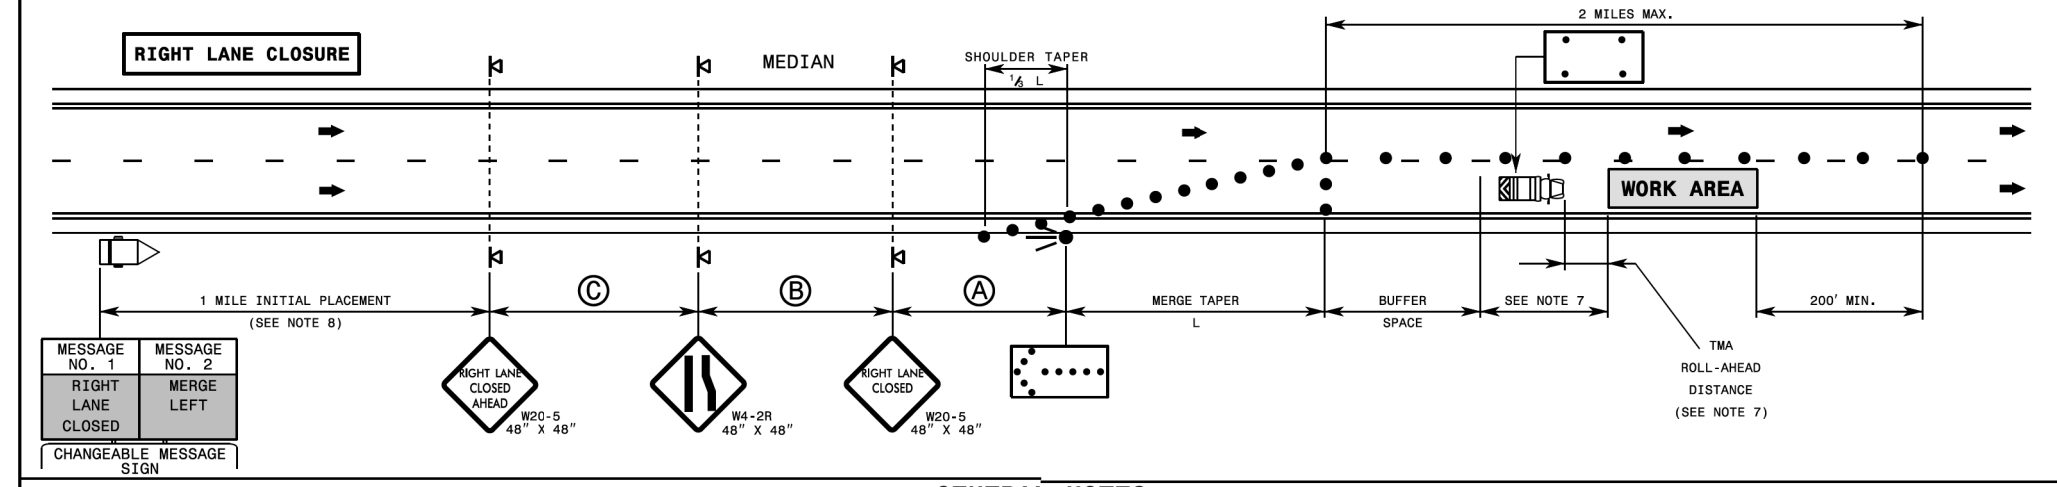 2 MILES MAX.
RIGHT LANE CLOSURE
MEDIAN
SHOULDER TAPER
1/3 L
WORK AREA
C
B
A
1 MILE INITIAL PLACEMENT
(SEE NOTE 8)
MERGE TAPER
L
BUFFER
SPACE
SEE NOTE 7
200' MIN.
MESSAGE
NO. 1
MESSAGE
NO. 2
RIGHT
LANE
CLOSED
MERGE
LEFT
CHANGEABLE MESSAGE
SIGN
RIGHT LANE
CLOSED
AHEAD
W20-5
48" X 48"
W4-2R
48" X 48"
RIGHT LANE
CLOSED
W20-5
48" X 48"
TMA
ROLL-AHEAD
DISTANCE
(SEE NOTE 7)